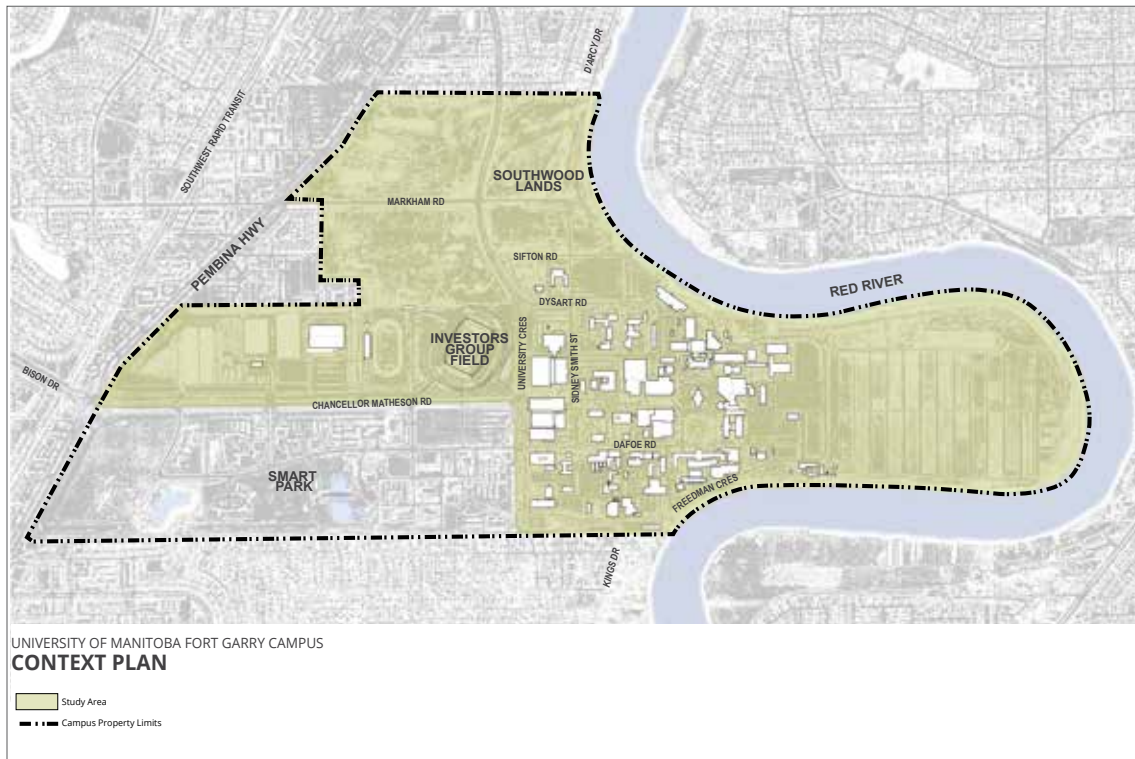 D'ARCY DR
SOUTHWEST RAPID TRANSIT
SOUTHWOOD
LANDS
MARKHAM RD
PEMBINA HWY
SIFTON RD
RED RIVER
DYSART RD
INVESTORS
GROUP
FIELD
UNIVERSITY CRES
SIDNEY SMITH ST
BISON DR
CHANCELLOR MATHESON RD
DAFOE RD
SMART
PARK
FREEDMAN CRES
KINGS DR
UNIVERSITY OF MANITOBA FORT GARRY CAMPUS
CONTEXT PLAN
Study Area
Campus Property Limits